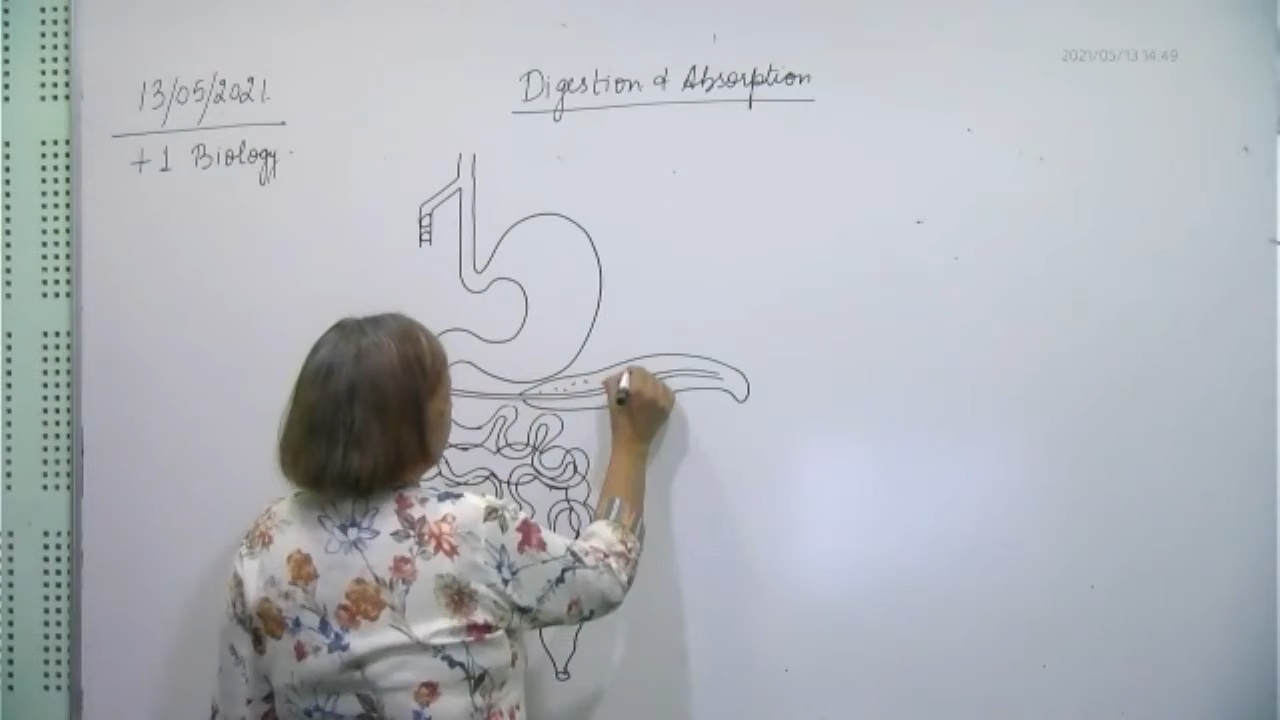 2021/05/13 14:49
13/05/2021.
Digestion & Absorption
+1 Biology.